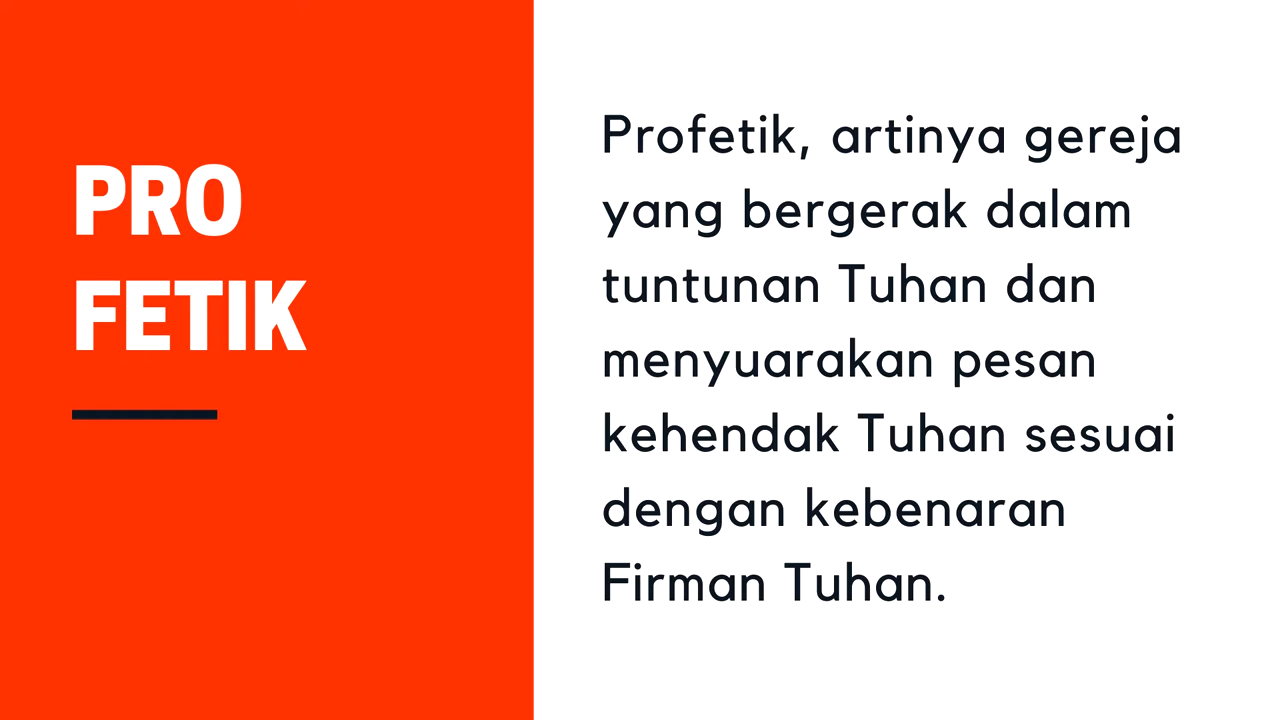 PRO
FETIK
Profetik, artinya gereja
yang bergerak dalam
tuntunan Tuhan dan
menyuarakan pesan
kehendak Tuhan sesuai
dengan kebenaran
Firman Tuhan.